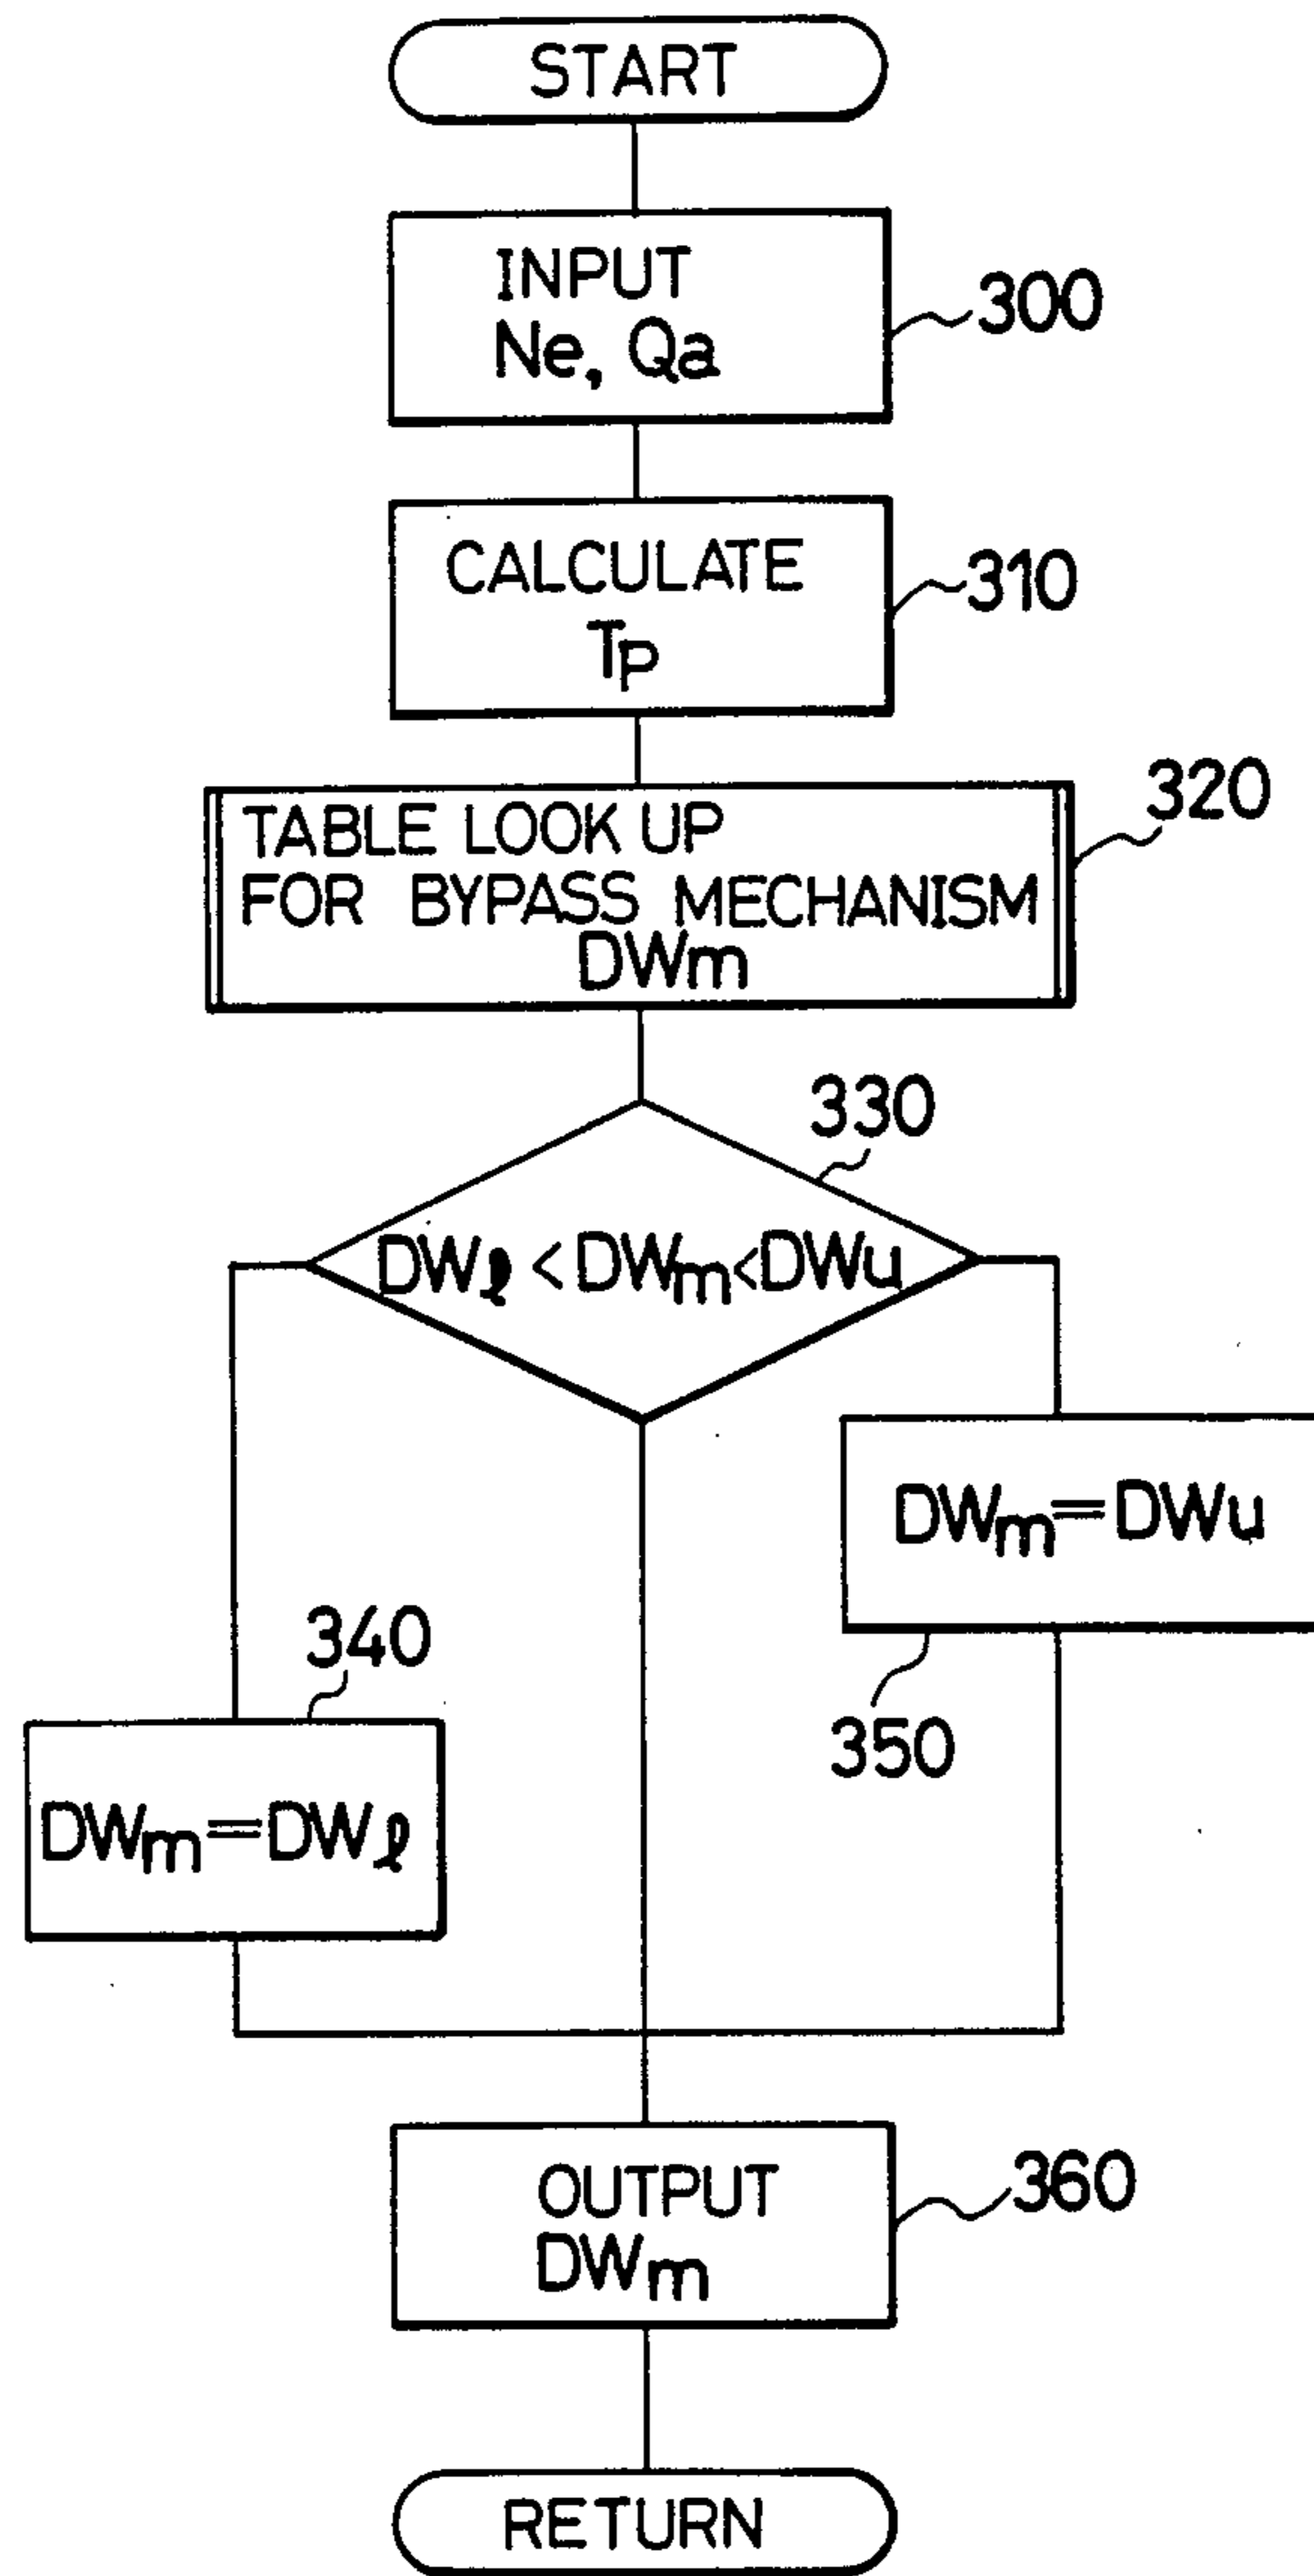 START
INPUT
Ne, Qa
300
CALCULATE
Tp
310
TABLE LOOK UP
FOR BYPASS MECHANISM
DWm
320
330
DWℓ < DWm < DWu
DWm = DWu
350
340
DWm = DWℓ
OUTPUT
DWm
360
RETURN